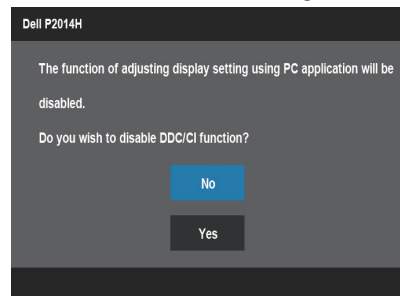 Dell P2014H
The function of adjusting display setting using PC application will be
disabled.
Do you wish to disable DDC/CI function?
No
Yes